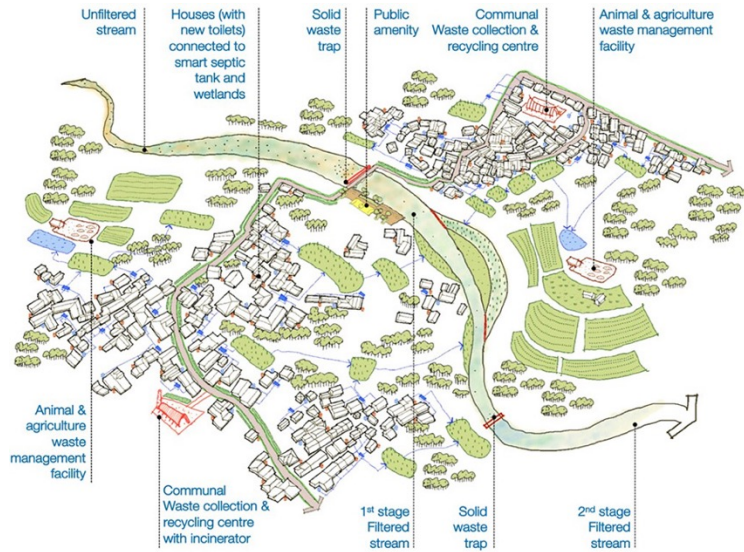 Unfiltered
stream
Houses (with
new toilets)
connected to
smart septic
tank and
wetlands
Solid
waste
trap
Public
amenity
Communal
Waste collection &
recycling centre
Animal & agriculture
waste management
facility
Animal &
agriculture
waste
management
facility
Communal
Waste collection &
recycling centre
with incinerator
1st stage
Filtered
stream
Solid
waste
trap
2nd stage
Filtered
stream